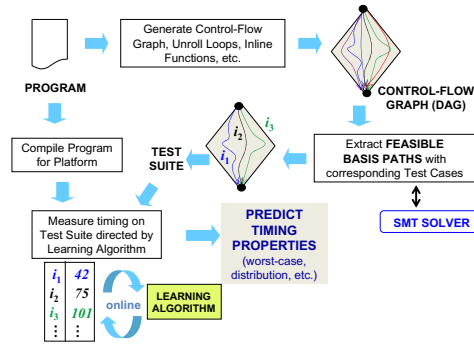 Generate Control-Flow
Graph, Unroll Loops, Inline
Functions, etc.
PROGRAM
CONTROL-FLOW
GRAPH (DAG)
Compile Program
for Platform
TEST
SUITE
i1
i2
i3
Extract FEASIBLE
BASIS PATHS with
corresponding Test Cases
SMT SOLVER
Measure timing on
Test Suite directed by
Learning Algorithm
PREDICT
TIMING
PROPERTIES
(worst-case,
distribution, etc.)
i1 42
i2 75
i3 101
⋮ ⋮
online
LEARNING
ALGORITHM